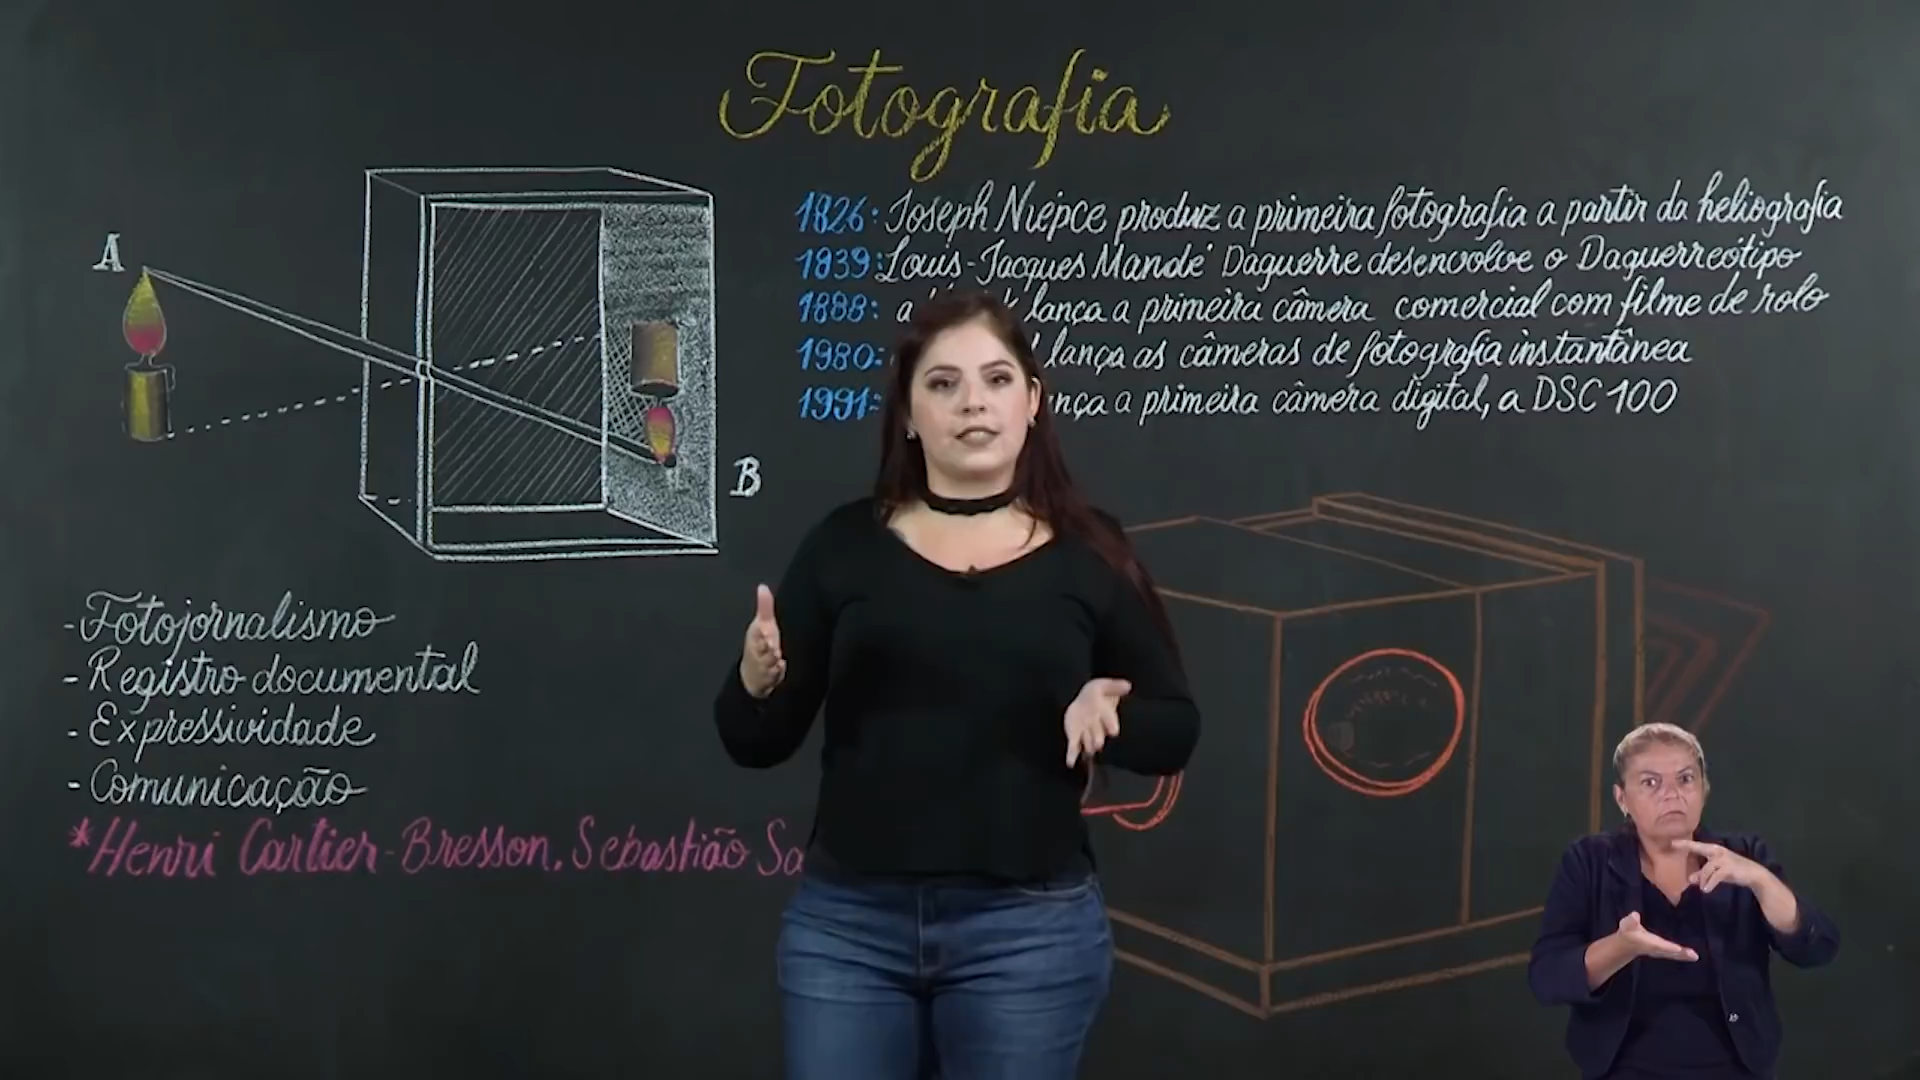 Fotografia
1826: Joseph Niepce produz a primeira fotografia a partir da heliografia
1839: Louis-Jacques Mandé Daguerre desenvolve o Daguerreótipo
1888: a lança a primeira câmera comercial com filme de rolo
1980: lança as câmeras de fotografia instantânea
1991: a primeira câmera digital, a DSC 100
A
B
-Fotojornalismo
- Registro documental
- Expressividade
- Comunicação
*Henri Cartier-Bresson, Sebastião